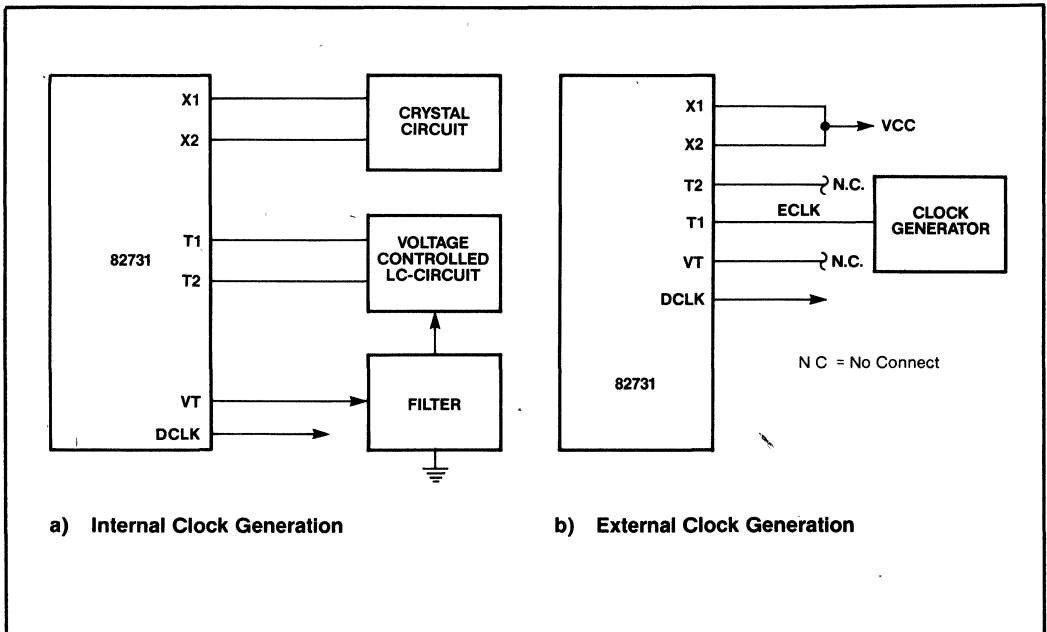 X1
X2
CRYSTAL
CIRCUIT
T1
T2
82731
VOLTAGE
CONTROLLED
LC-CIRCUIT
VT
DCLK
FILTER
a) Internal Clock Generation
X1
X2
VCC
T2
N.C.
T1
ECLK
CLOCK
GENERATOR
VT
N.C.
DCLK
N C = No Connect
82731
b) External Clock Generation